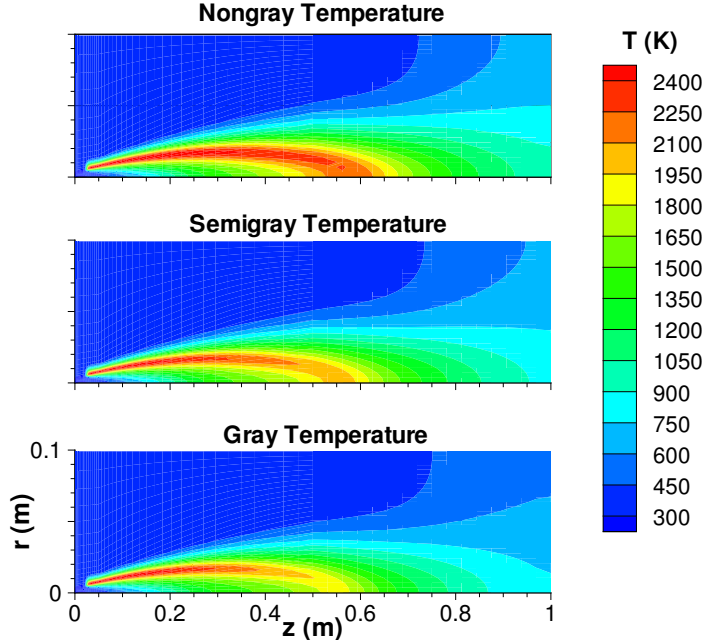 Nongray Temperature
T (K)
2400
2250
2100
1950
1800
1650
1500
1350
1200
1050
900
750
600
450
300
Semigray Temperature
Gray Temperature
0.1
r (m)
0
0 0.2 0.4 0.6 0.8 1
z (m)